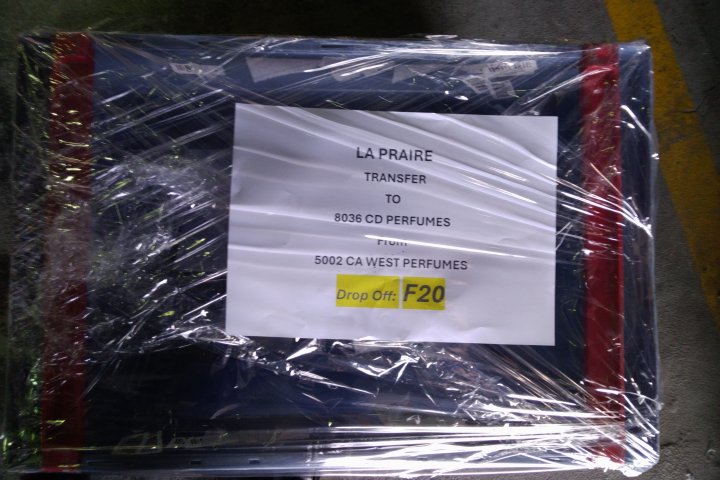 LA PRAIRE
TRANSFER
TO
8036 CD PERFUMES
From
5002 CA WEST PERFUMES
Drop Off: F20